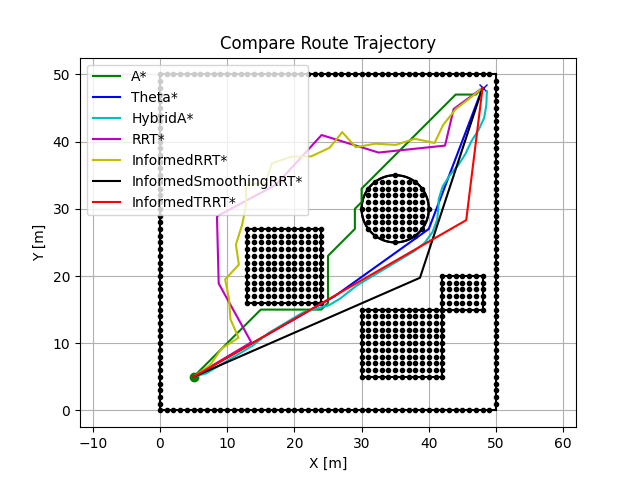 Compare Route Trajectory
A*
Theta*
HybridA*
RRT*
InformedRRT*
InformedSmoothingRRT*
InformedTRRT*
50
40
30
20
10
0
Y [m]
−10 0 10 20 30 40 50 60
X [m]